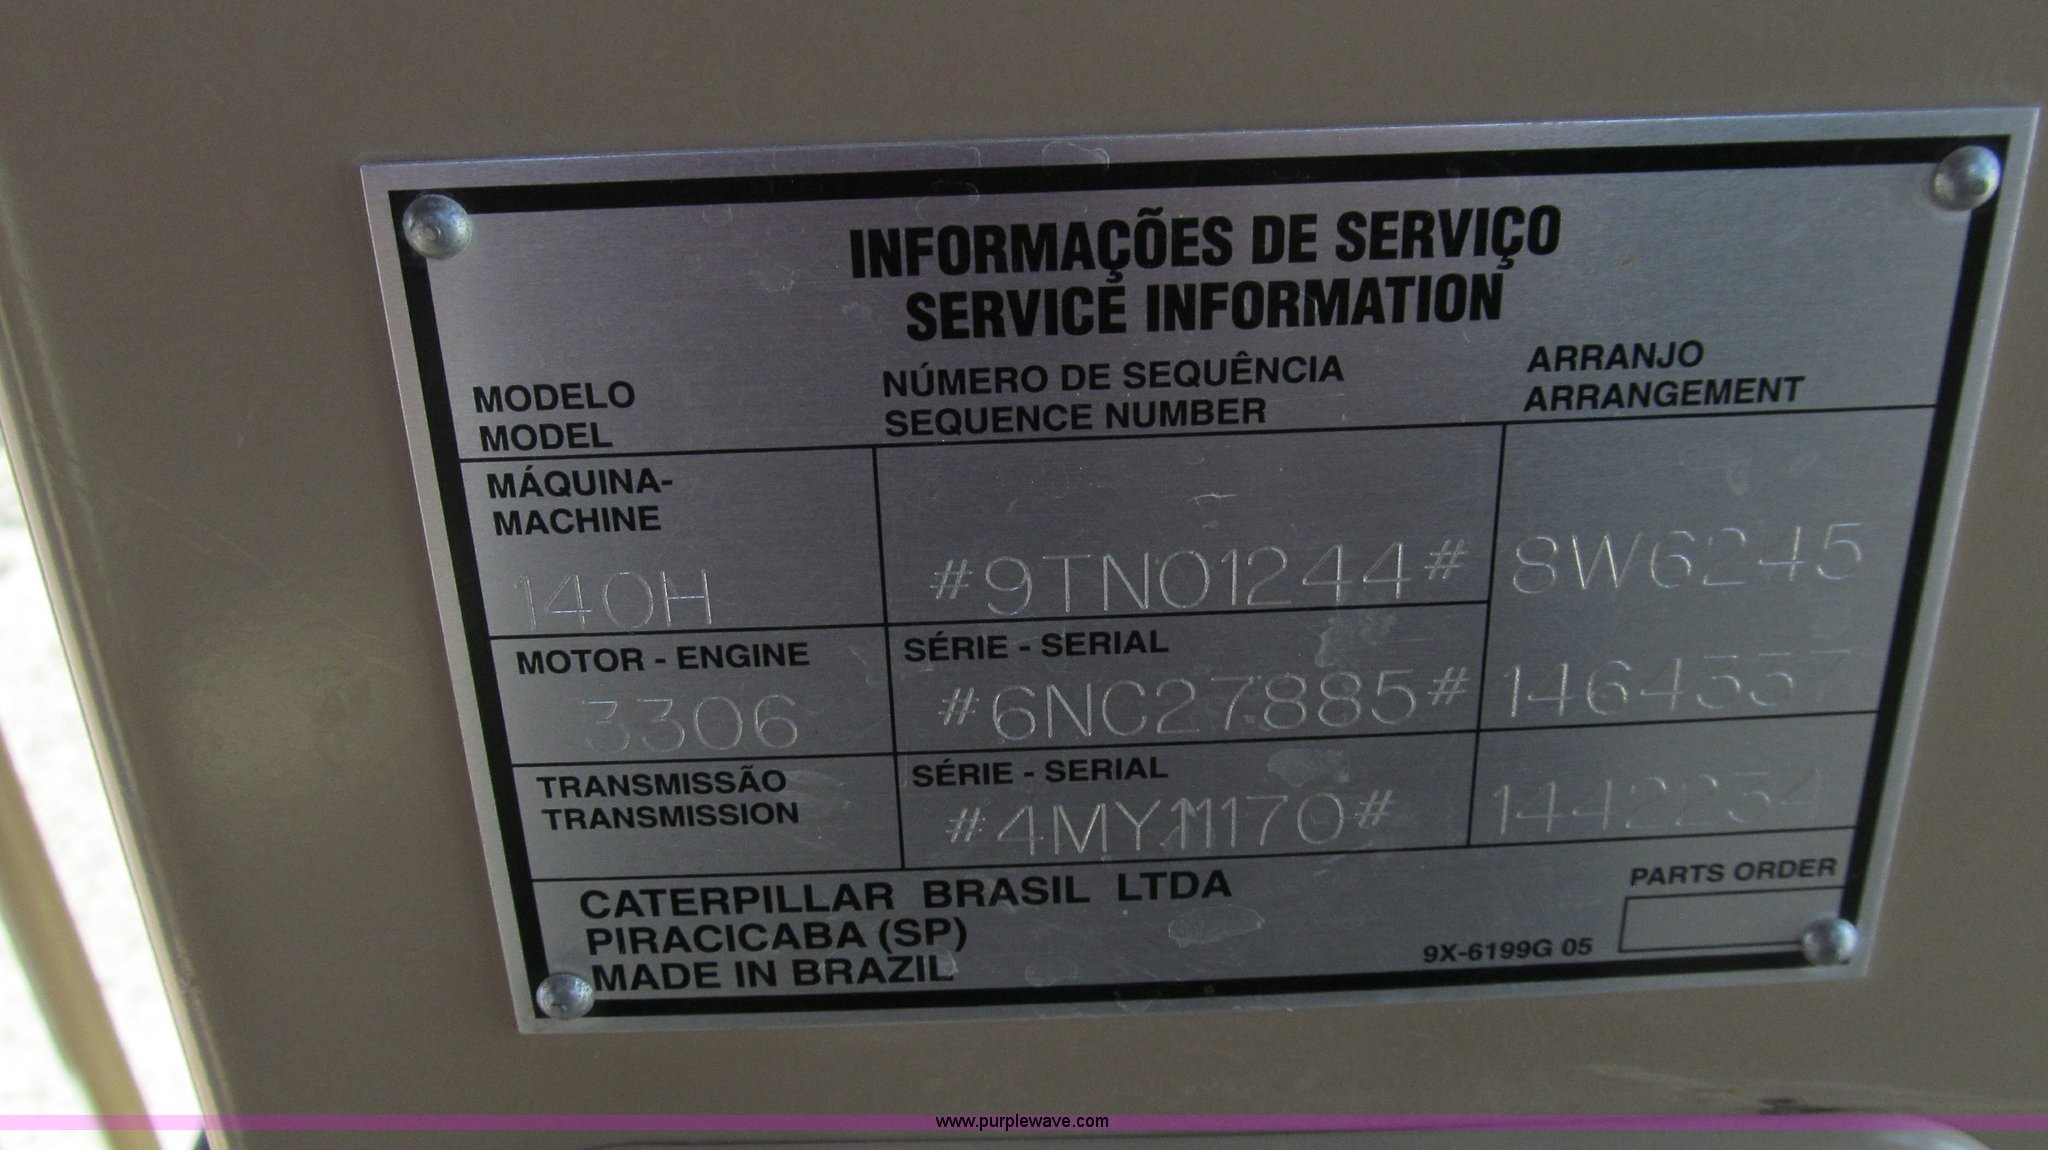 INFORMAÇÕES DE SERVIÇO
SERVICE INFORMATION
MODELO
MODEL
NÚMERO DE SEQUÊNCIA
SEQUENCE NUMBER
ARRANJO
ARRANGEMENT
MÁQUINA-
MACHINE
140H
#9TN01244#
8W6245
MOTOR - ENGINE
3306
SÉRIE - SERIAL
#6NC27885#
1464337
TRANSMISSÃO
TRANSMISSION
SÉRIE - SERIAL
#4MY11170#
1442234
CATERPILLAR BRASIL LTDA
PIRACICABA (SP)
MADE IN BRAZIL
PARTS ORDER
9X-6199G 05
www.purplewave.com